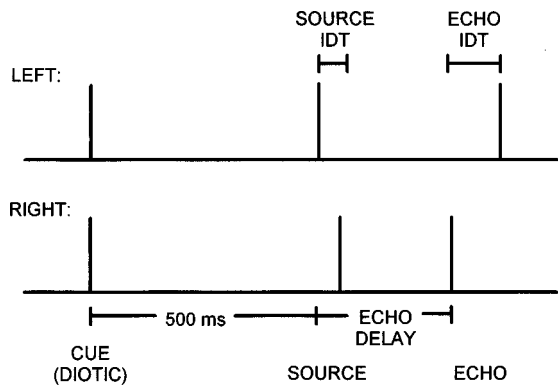 SOURCE
IDT
ECHO
IDT
LEFT:
RIGHT:
500 ms
ECHO
DELAY
CUE
(DIOTIC)
SOURCE
ECHO